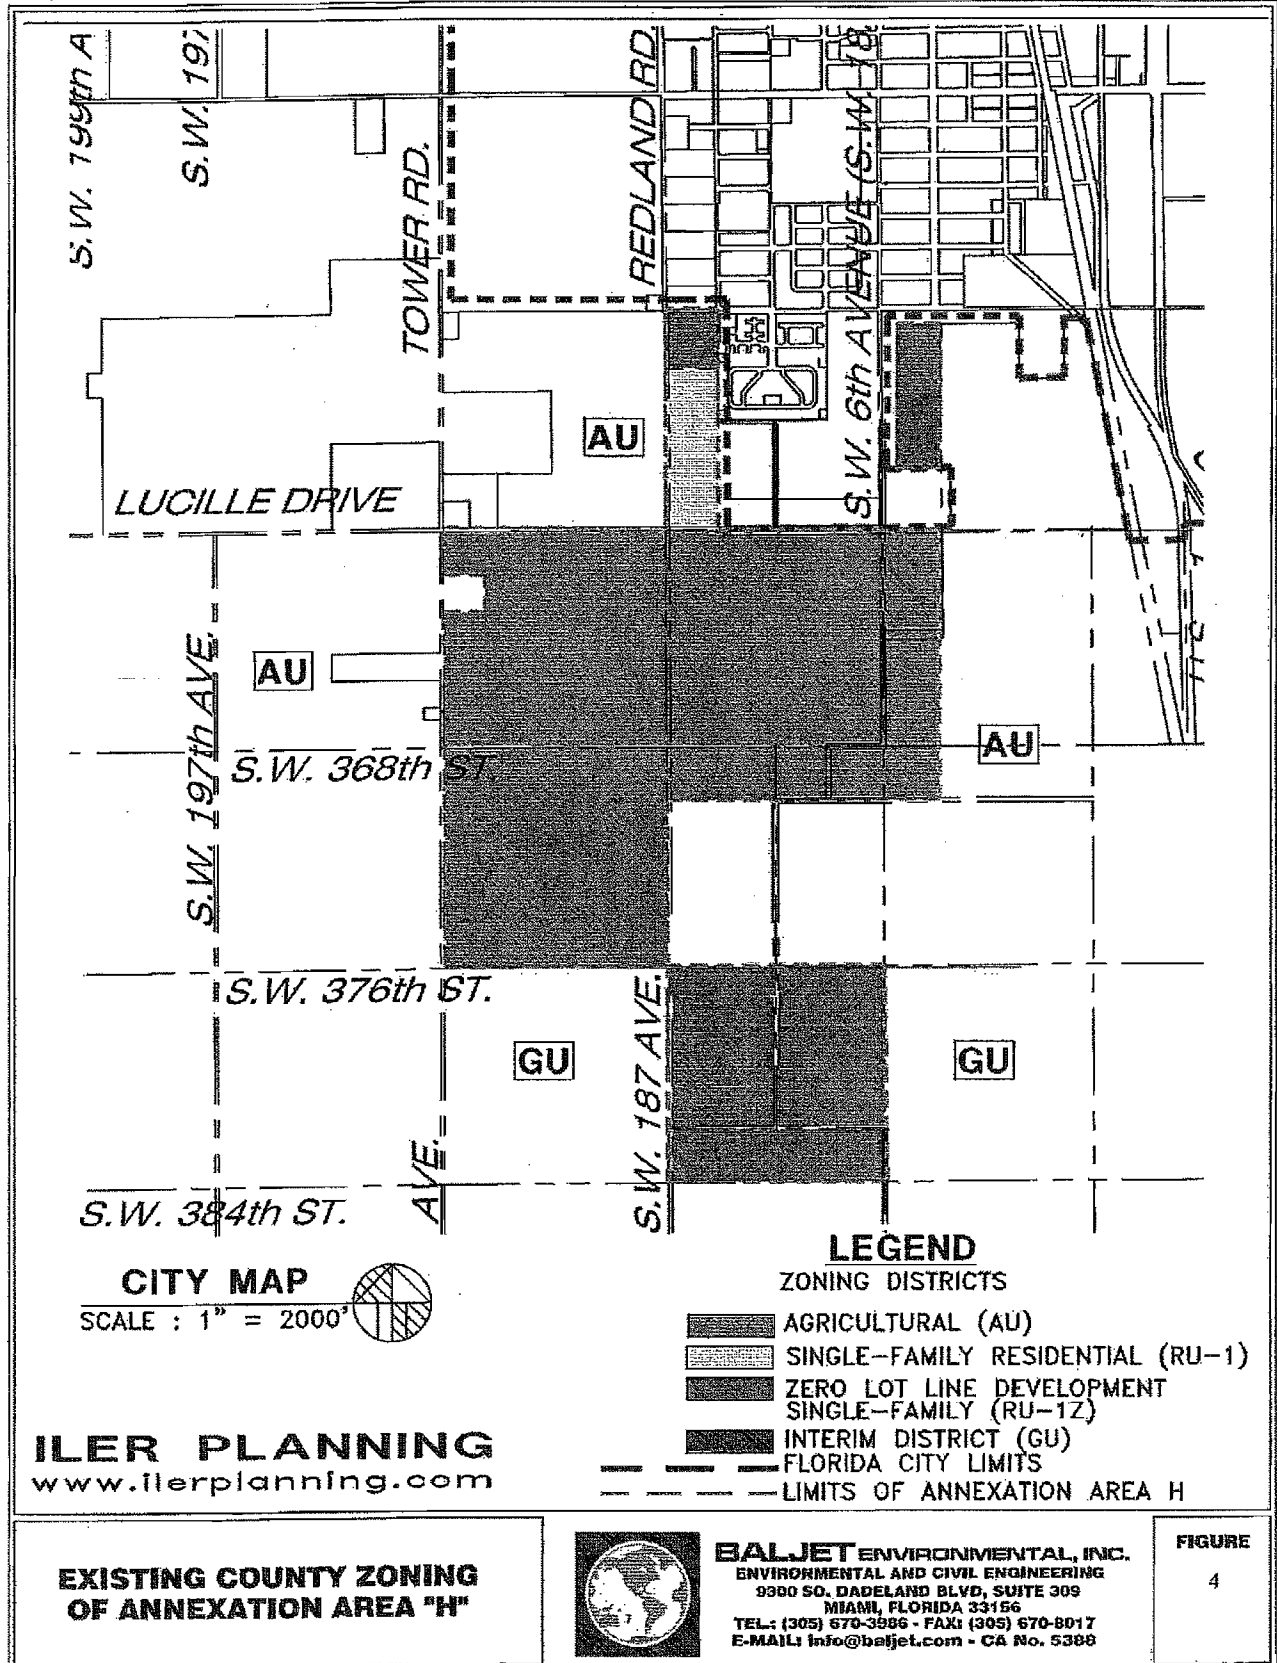 S.W. 199th A
S.W. 197
TOWER RD.
REDLAND RD.
S.W. 6th AVENUE (S.W. 18
AU
LUCILLE DRIVE
AU
S.W. 197th AVE.
AU
S.W. 368th ST.
S.W. 376th ST.
GU
S.W. 187 AVE.
GU
AVE.
S.W. 384th ST.
CITY MAP
SCALE : 1" = 2000'
LEGEND
ZONING DISTRICTS
AGRICULTURAL (AU)
SINGLE-FAMILY RESIDENTIAL (RU-1)
ZERO LOT LINE DEVELOPMENT
SINGLE-FAMILY (RU-1Z)
INTERIM DISTRICT (GU)
FLORIDA CITY LIMITS
LIMITS OF ANNEXATION AREA H
ILER PLANNING
www.ilerplanning.com
EXISTING COUNTY ZONING
OF ANNEXATION AREA "H"
BALJET ENVIRONMENTAL, INC.
ENVIRONMENTAL AND CIVIL ENGINEERING
9300 SO. DADELAND BLVD, SUITE 309
MIAMI, FLORIDA 33156
TEL.: (305) 670-3986 - FAX: (305) 670-8017
E-MAIL: info@baljet.com - CA No. 5388
FIGURE
4